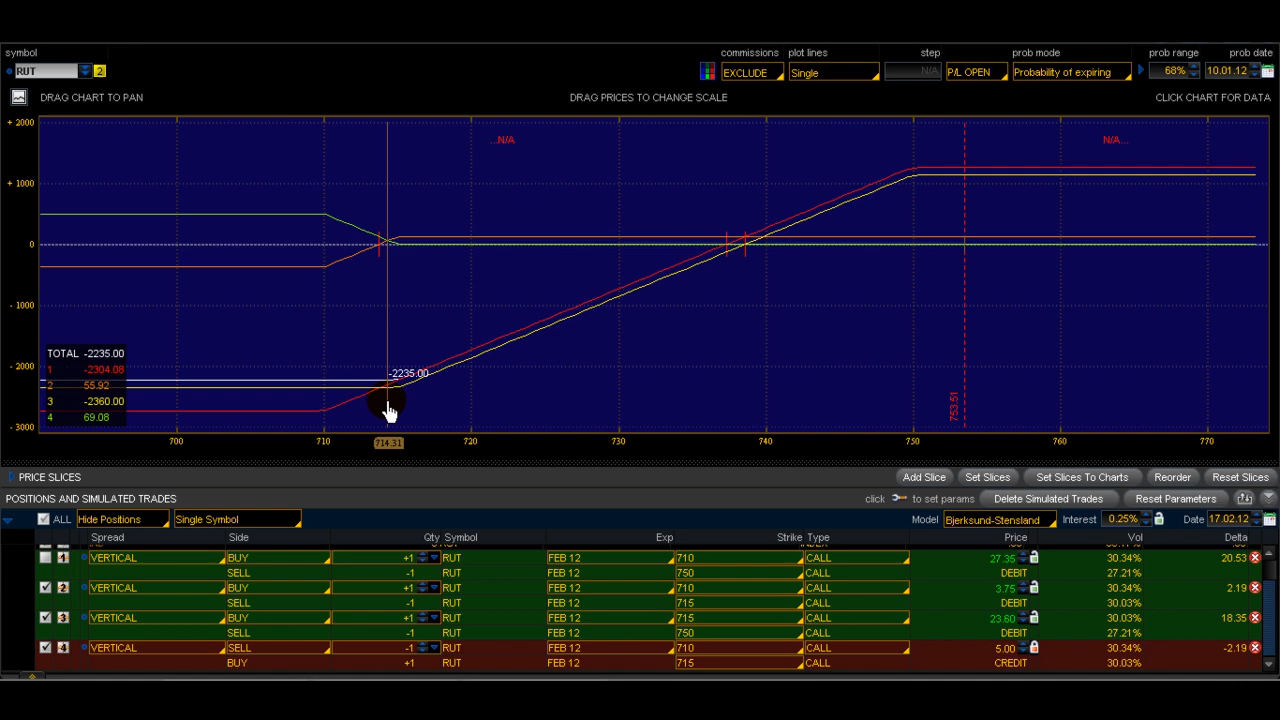 symbol commissions plot lines step prob mode prob range prob date
RUT 2 EXCLUDE Single N/A P/L OPEN Probability of expiring 68% 10.01.12
DRAG CHART TO PAN DRAG PRICES TO CHANGE SCALE CLICK CHART FOR DATA
+ 2000
...N/A N/A...
+ 1000
0
- 1000
- 2000
- 3000
TOTAL -2235.00
1 -2304.08
2 55.92
3 -2360.00
4 69.08
-2235.00
753.51
700 710 714.31 720 730 740 750 760 770
PRICE SLICES Add Slice Set Slices Set Slices To Charts Reorder Reset Slices
POSITIONS AND SIMULATED TRADES click to set params Delete Simulated Trades Reset Parameters
ALL Hide Positions Single Symbol Model Bjerksund-Stensland Interest 0.25% Date 17.02.12
Spread Side Qty Symbol Exp Strike Type Price Vol Delta
1 VERTICAL BUY +1 RUT FEB 12 710 CALL 27.35 30.34% 20.53
SELL -1 RUT FEB 12 750 CALL DEBIT 27.21%
2 VERTICAL BUY +1 RUT FEB 12 710 CALL 3.75 30.34% 2.19
SELL -1 RUT FEB 12 715 CALL DEBIT 30.03%
3 VERTICAL BUY +1 RUT FEB 12 715 CALL 23.60 30.03% 18.35
SELL -1 RUT FEB 12 750 CALL DEBIT 27.21%
4 VERTICAL SELL -1 RUT FEB 12 710 CALL 5.00 30.34% -2.19
BUY +1 RUT FEB 12 715 CALL CREDIT 30.03%